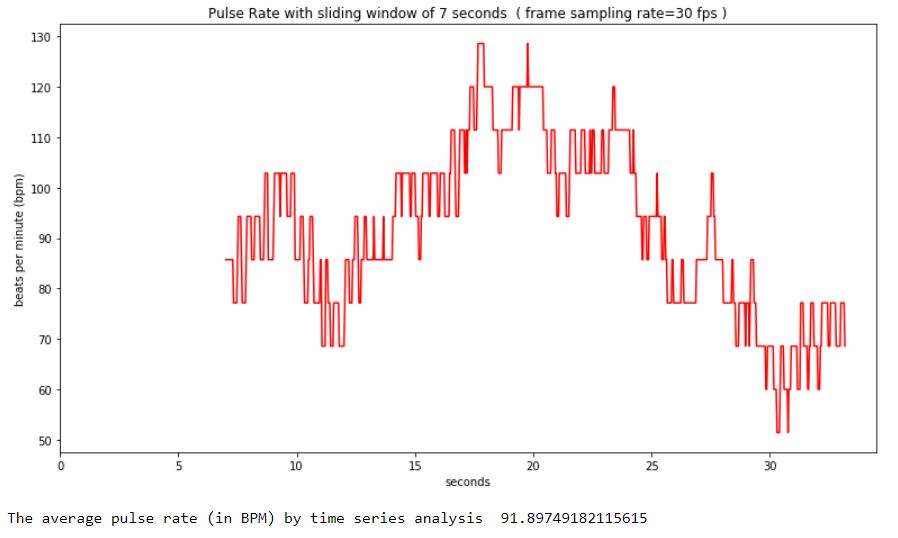 Pulse Rate with sliding window of 7 seconds  ( frame sampling rate=30 fps )
130
120
110
100
90
80
70
60
50
beats per minute (bpm)
0 5 10 15 20 25 30
seconds
The average pulse rate (in BPM) by time series analysis  91.89749182115615